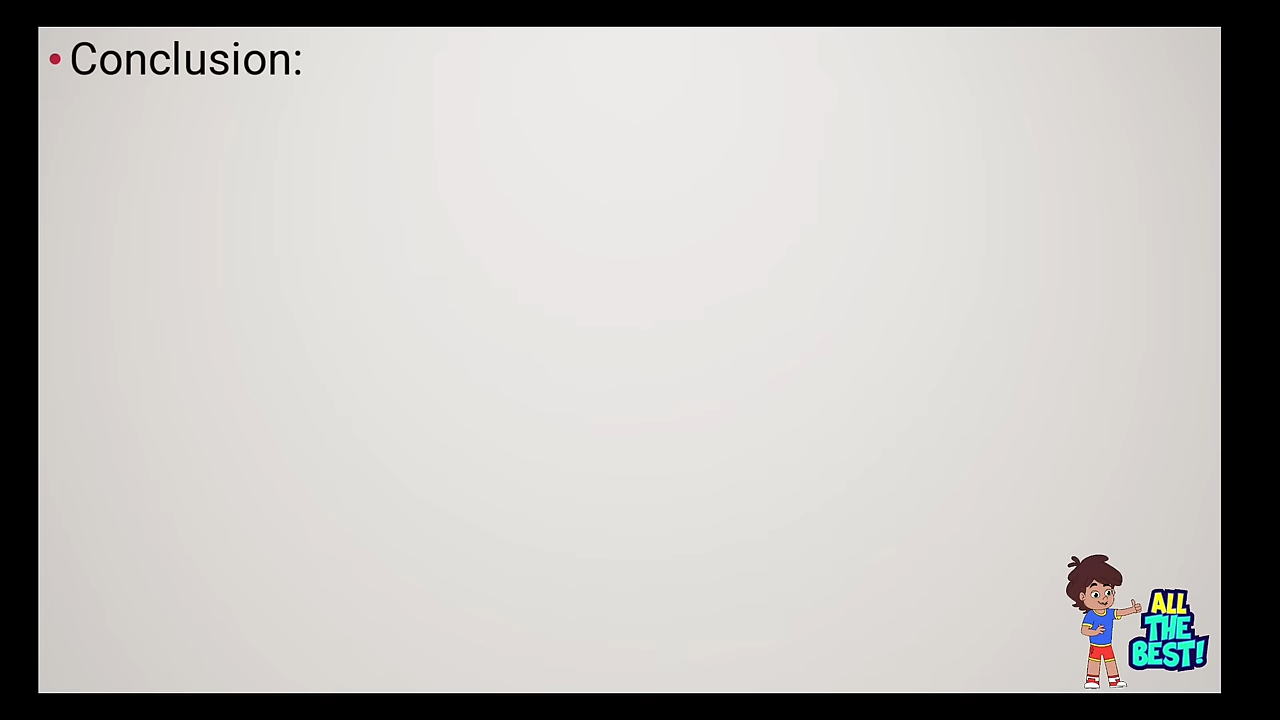 • Conclusion:
ALL
THE
BEST!